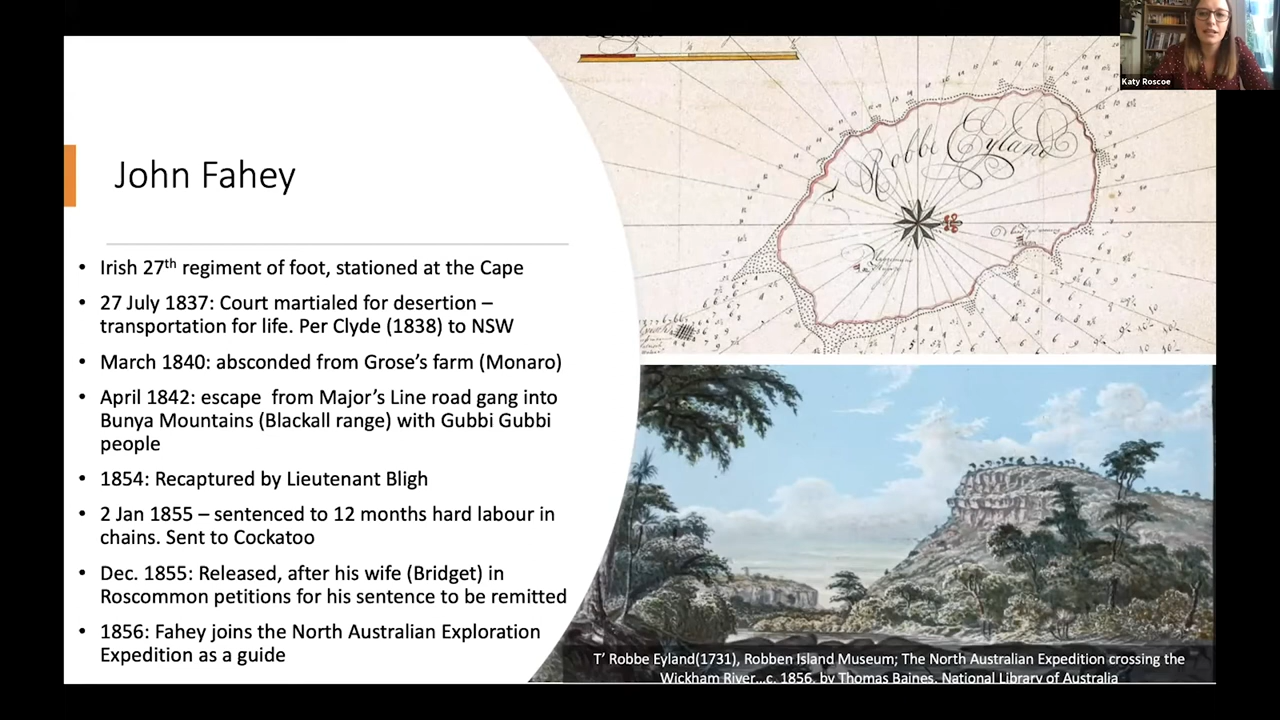 Katy Roscoe
John Fahey
• Irish 27th regiment of foot, stationed at the Cape
• 27 July 1837: Court martialed for desertion –
transportation for life. Per Clyde (1838) to NSW
• March 1840: absconded from Grose’s farm (Monaro)
• April 1842: escape from Major’s Line road gang into
Bunya Mountains (Blackall range) with Gubbi Gubbi
people
• 1854: Recaptured by Lieutenant Bligh
• 2 Jan 1855 – sentenced to 12 months hard labour in
chains. Sent to Cockatoo
• Dec. 1855: Released, after his wife (Bridget) in
Roscommon petitions for his sentence to be remitted
• 1856: Fahey joins the North Australian Exploration
Expedition as a guide
T Robbe Eyland
T’ Robbe Eyland(1731), Robben Island Museum; The North Australian Expedition crossing the
Wickham River...c. 1856, by Thomas Baines, National Library of Australia